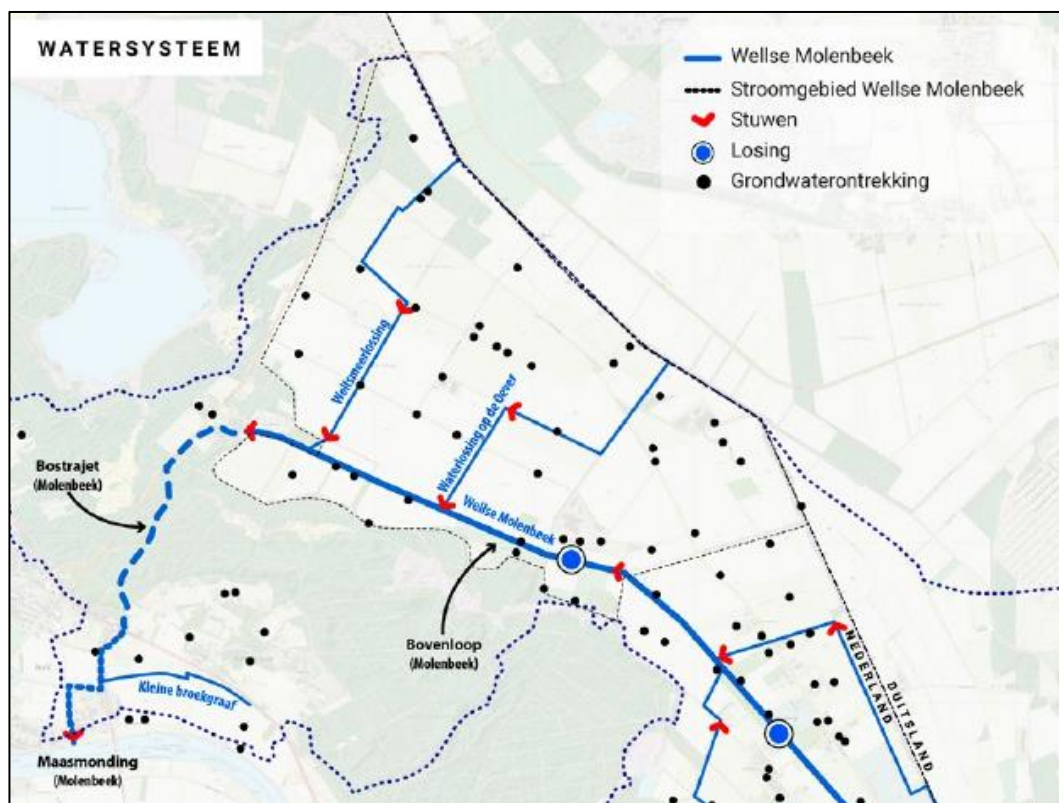 WATERSYSTEEM
Wellse Molenbeek
Stroomgebied Wellse Molenbeek
Stuwen
Losing
Grondwaterontrekking
Weltsmeerlossing
Waterlossing op de Oever
Wellse Molenbeek
Bostrajet
(Molenbeek)
Bovenloop
(Molenbeek)
NEDERLAND
DUITSLAND
Kleine broekgraaf
Maasmonding
(Molenbeek)